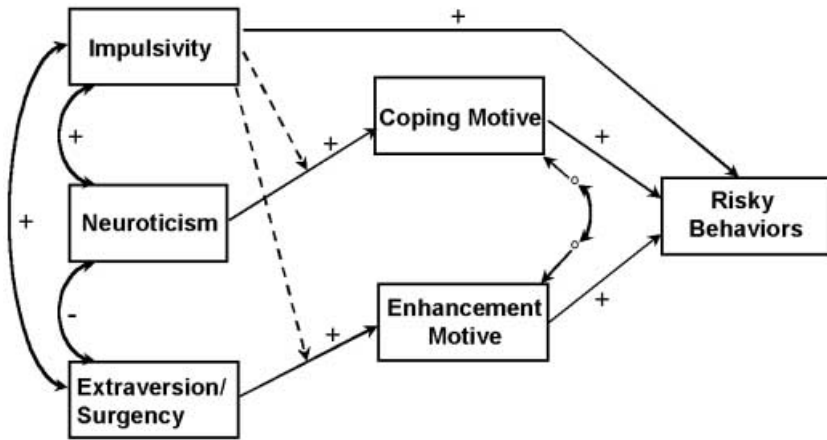 +
Impulsivity
+
Coping Motive
+
+
Neuroticism
+
Risky
Behaviors
+
-
Enhancement
Motive
+
+
Extraversion/
Surgency